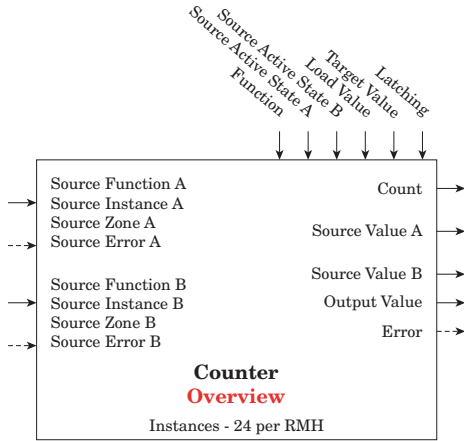 Function
Source Active State A
Source Active State B
Load Value
Target Value
Latching
Source Function A
Source Instance A
Source Zone A
Source Error A
Source Function B
Source Instance B
Source Zone B
Source Error B
Count
Source Value A
Source Value B
Output Value
Error
Counter
Overview
Instances - 24 per RMH